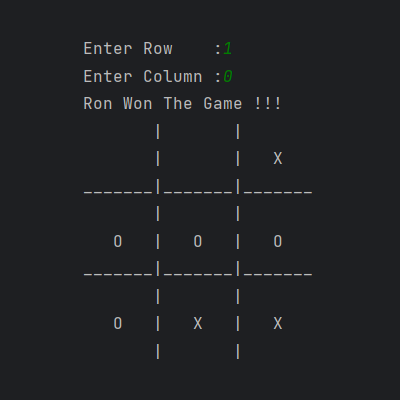 Enter Row    :1
Enter Column :0
Ron Won The Game !!!
       |       |
       |       |   X
_______|_______|_______
       |       |
   O   |   O   |   O
_______|_______|_______
       |       |
   O   |   X   |   X
       |       |